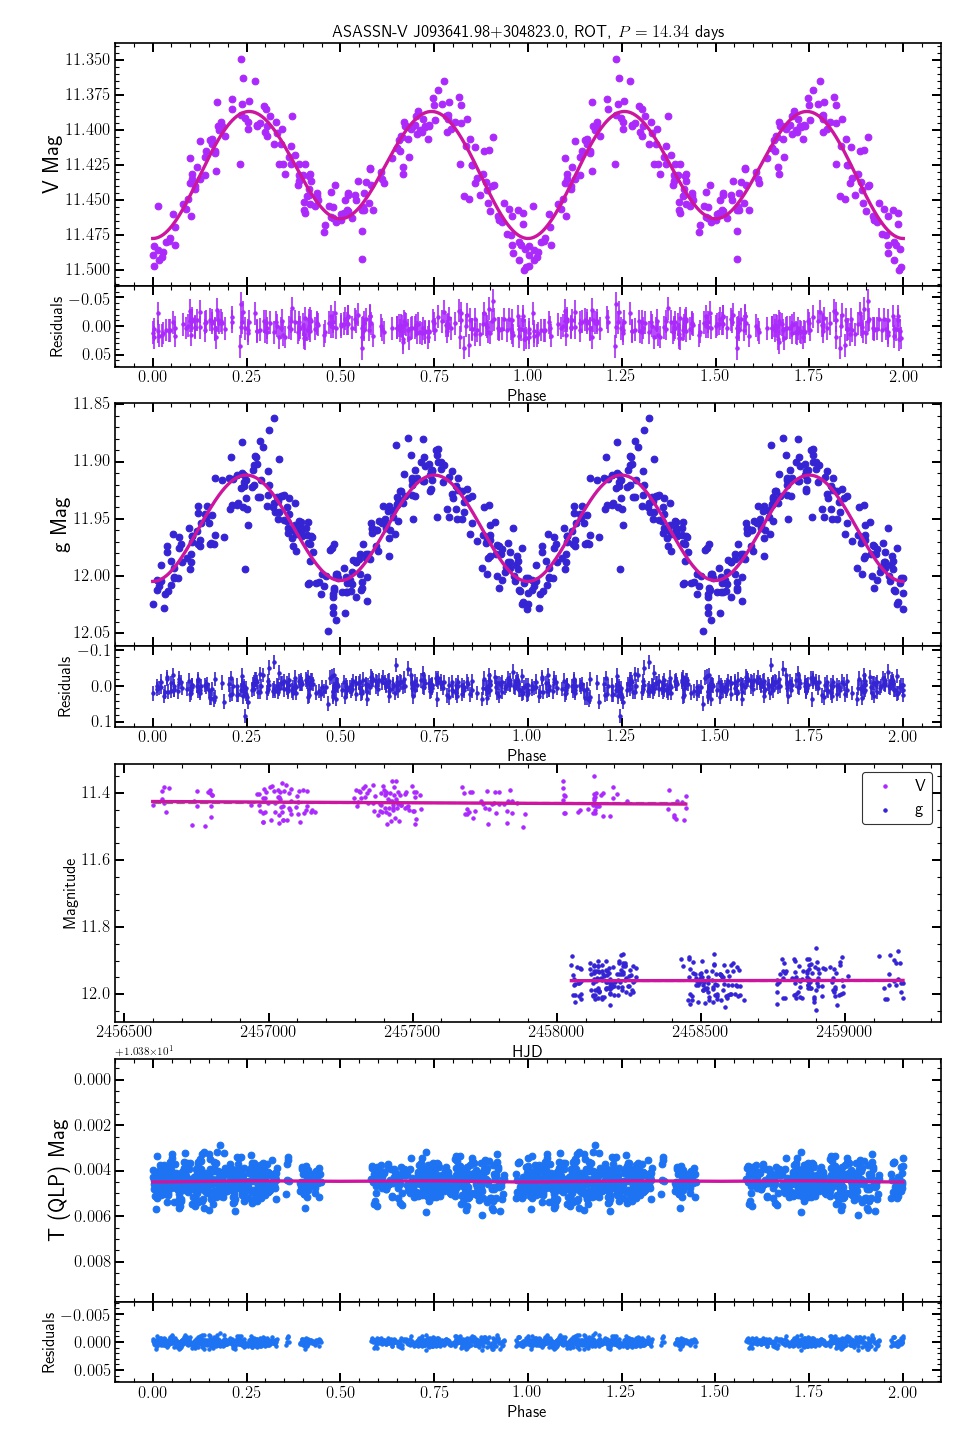 ASASSN-V J093641.98+304823.0, ROT, P = 14.34 days
11.350
11.375
11.400
11.425
11.450
11.475
11.500
V Mag
−0.05
0.00
0.05
Residuals
0.00 0.25 0.50 0.75 1.00 1.25 1.50 1.75 2.00
Phase
11.85
11.90
11.95
12.00
12.05
g Mag
−0.1
0.0
0.1
Residuals
0.00 0.25 0.50 0.75 1.00 1.25 1.50 1.75 2.00
Phase
V
g
11.4
11.6
11.8
12.0
Magnitude
2456500 2457000 2457500 2458000 2458500 2459000
HJD
+1.038×10¹
0.000
0.002
0.004
0.006
0.008
T (QLP) Mag
−0.005
0.000
0.005
Residuals
0.00 0.25 0.50 0.75 1.00 1.25 1.50 1.75 2.00
Phase